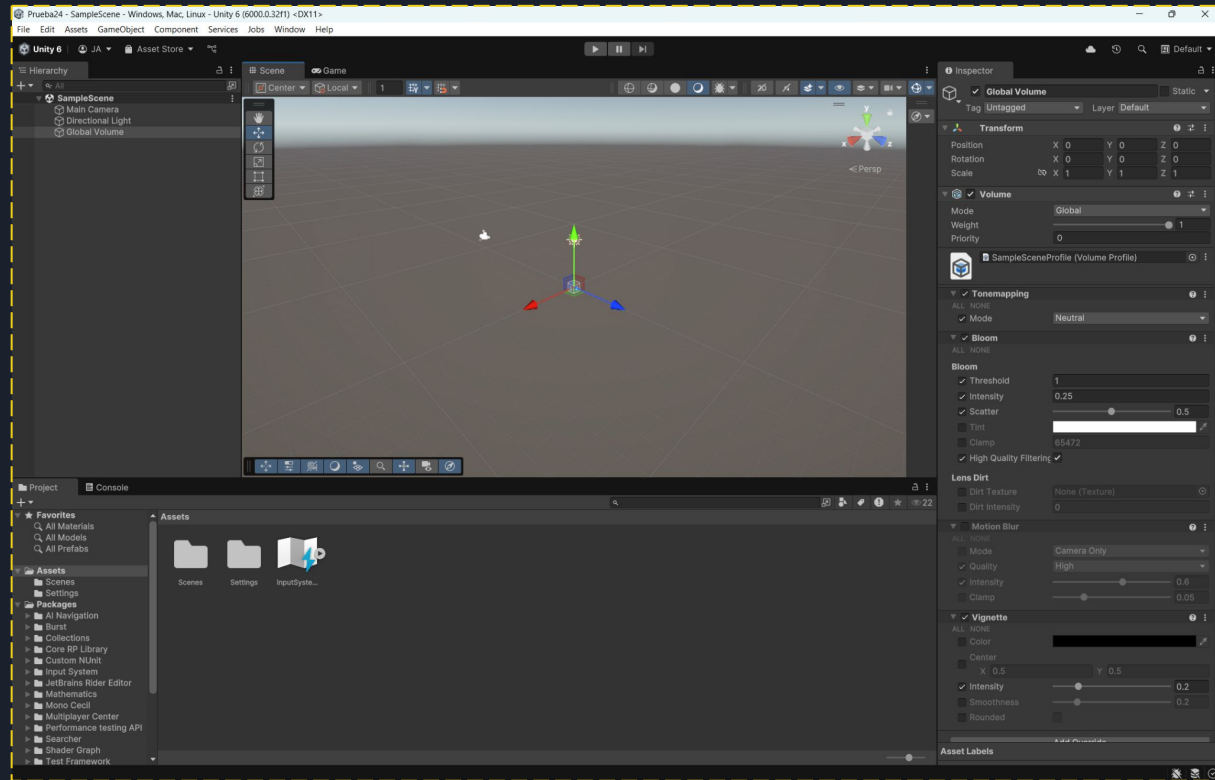 Prueba24 - SampleScene - Windows, Mac, Linux - Unity 6 (6000.0.32f1) <DX11>
File Edit Assets GameObject Component Services Jobs Window Help
Unity 6 JA Asset Store Default
Hierarchy
All
SampleScene
Main Camera
Directional Light
Global Volume
Scene Game
Center Local 1 2D
y
x z
Persp
Inspector
Global Volume Static
Tag Untagged Layer Default
Transform
Position X 0 Y 0 Z 0
Rotation X 0 Y 0 Z 0
Scale X 1 Y 1 Z 1
Volume
Mode Global
Weight 1
Priority 0
SampleSceneProfile (Volume Profile)
Tonemapping
ALL NONE
Mode Neutral
Bloom
ALL NONE
Bloom
Threshold 1
Intensity 0.25
Scatter 0.5
Tint
Clamp 65472
High Quality Filtering
Lens Dirt
Dirt Texture None (Texture)
Dirt Intensity 0
Motion Blur
ALL NONE
Mode Camera Only
Quality High
Intensity 0.6
Clamp 0.05
Vignette
ALL NONE
Color
Center
X 0.5 Y 0.5
Intensity 0.2
Smoothness 0.2
Rounded
Add Override
Asset Labels
Project Console
22
Favorites
All Materials
All Models
All Prefabs
Assets
Scenes
Settings
Packages
AI Navigation
Burst
Collections
Core RP Library
Custom NUnit
Input System
JetBrains Rider Editor
Mathematics
Mono Cecil
Multiplayer Center
Performance testing API
Searcher
Shader Graph
Test Framework
Assets
Scenes Settings InputSyste...